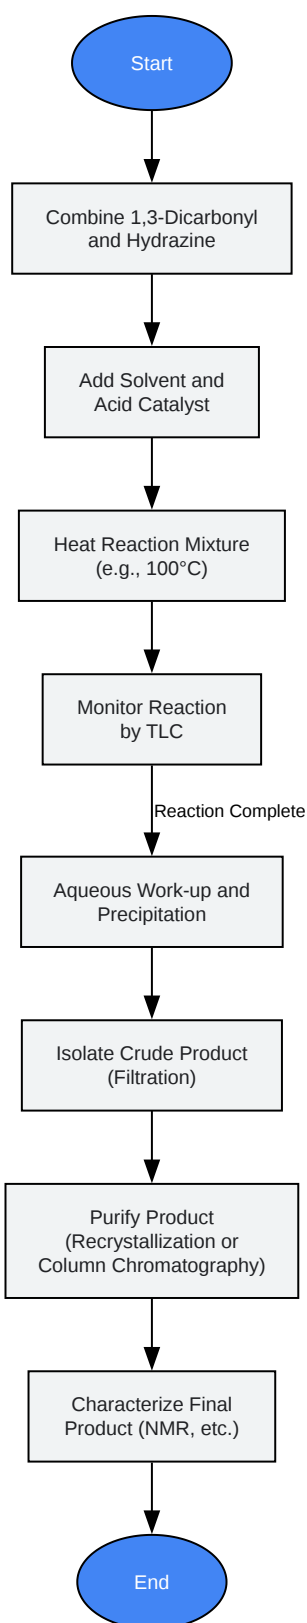 Start
Combine 1,3-Dicarbonyl
and Hydrazine
Add Solvent and
Acid Catalyst
Heat Reaction Mixture
(e.g., 100°C)
Monitor Reaction
by TLC
Reaction Complete
Aqueous Work-up and
Precipitation
Isolate Crude Product
(Filtration)
Purify Product
(Recrystallization or
Column Chromatography)
Characterize Final
Product (NMR, etc.)
End